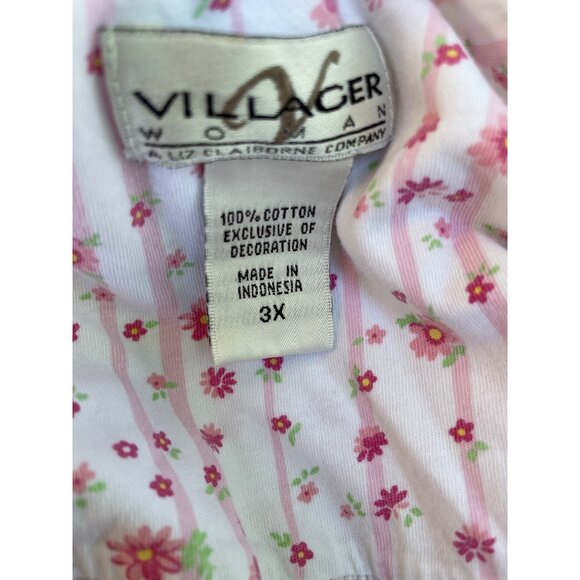 VILLAGER
WOMAN
A LIZ CLAIBORNE COMPANY
100% COTTON
EXCLUSIVE OF
DECORATION
MADE IN
INDONESIA
3X